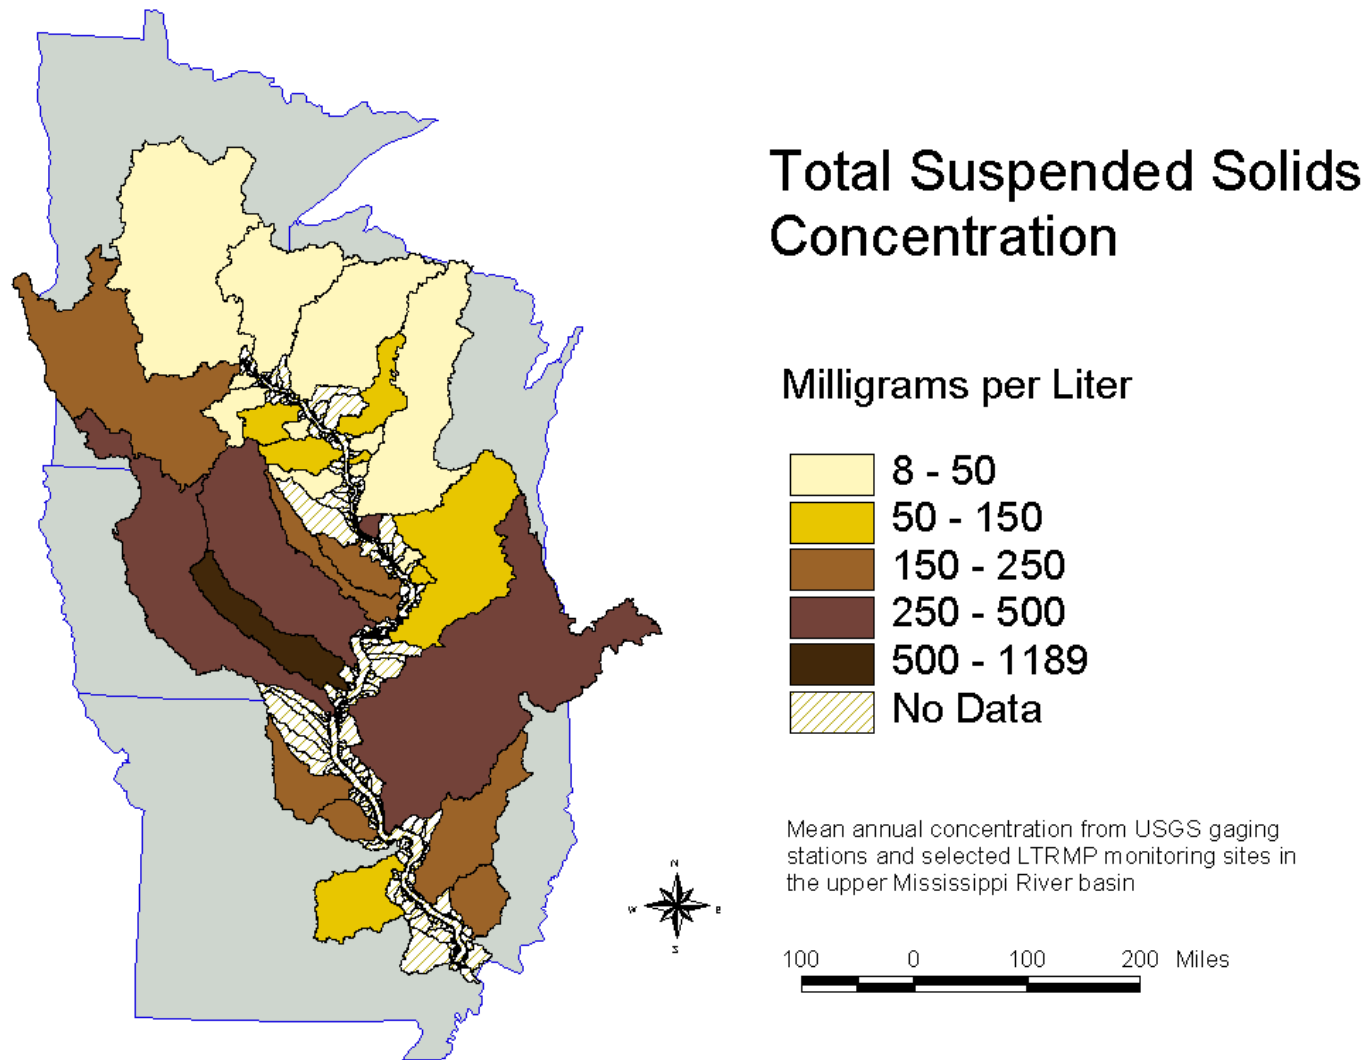 Total Suspended Solids
Concentration
Milligrams per Liter
8 - 50
50 - 150
150 - 250
250 - 500
500 - 1189
No Data
Mean annual concentration from USGS gaging
stations and selected LTRMP monitoring sites in
the upper Mississippi River basin
N
W E
S
100 0 100 200 Miles